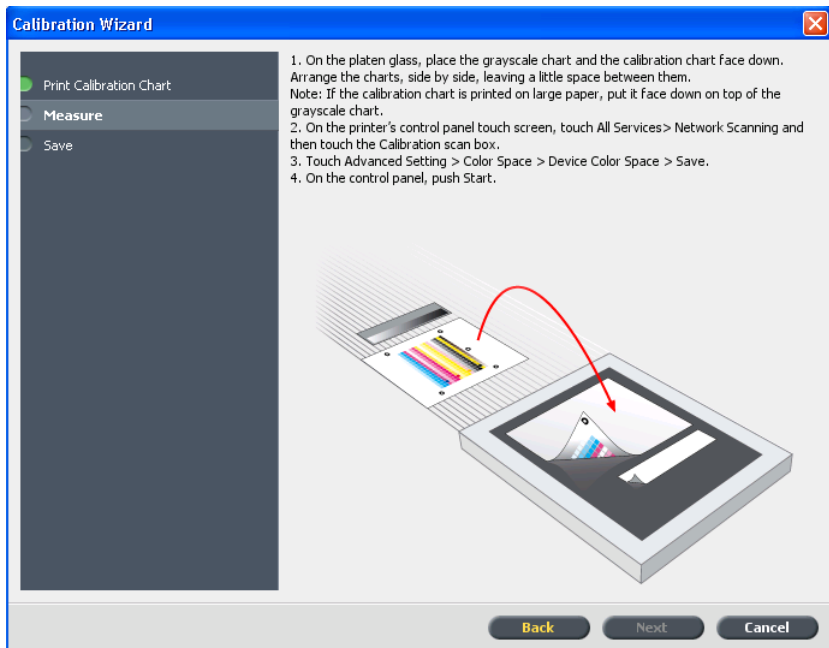 Calibration Wizard
Print Calibration Chart
Measure
Save
1. On the platen glass, place the grayscale chart and the calibration chart face down.
Arrange the charts, side by side, leaving a little space between them.
Note: If the calibration chart is printed on large paper, put it face down on top of the
grayscale chart.
2. On the printer's control panel touch screen, touch All Services> Network Scanning and
then touch the Calibration scan box.
3. Touch Advanced Setting > Color Space > Device Color Space > Save.
4. On the control panel, push Start.
Back
Next
Cancel